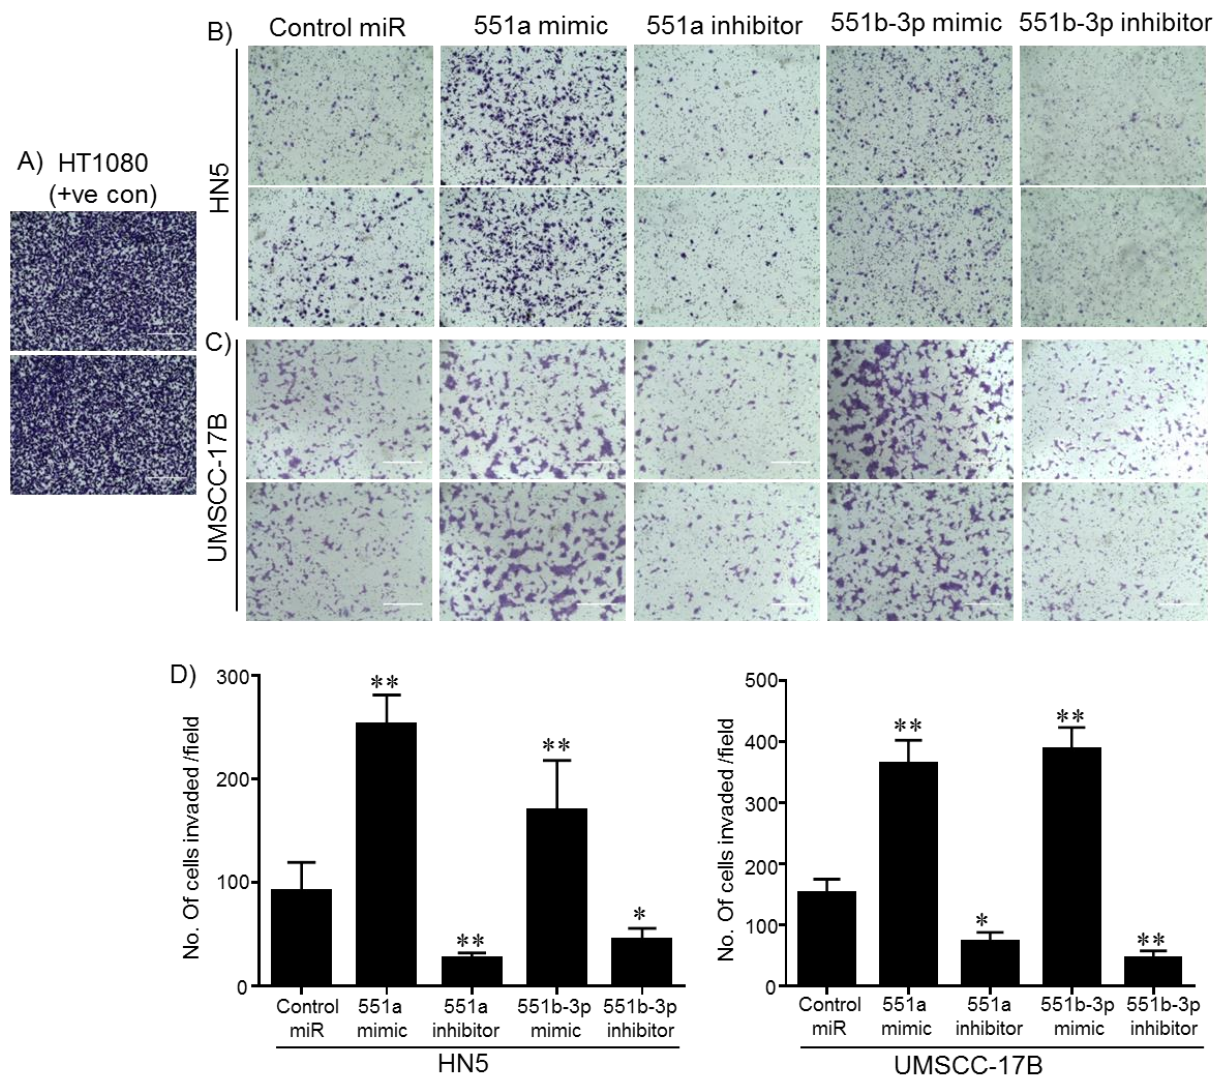 B)
Control miR
551a mimic
551a inhibitor
551b-3p mimic
551b-3p inhibitor
A) HT1080
(+ve con)
HN5
C)
UMSCC-17B
D)
No. Of cells invaded /field
300
200
100
0
**
**
**
*
Control
miR
551a
mimic
551a
inhibitor
551b-3p
mimic
551b-3p
inhibitor
HN5
No. Of cells invaded /field
500
400
300
200
100
0
**
*
**
**
Control
miR
551a
mimic
551a
inhibitor
551b-3p
mimic
551b-3p
inhibitor
UMSCC-17B